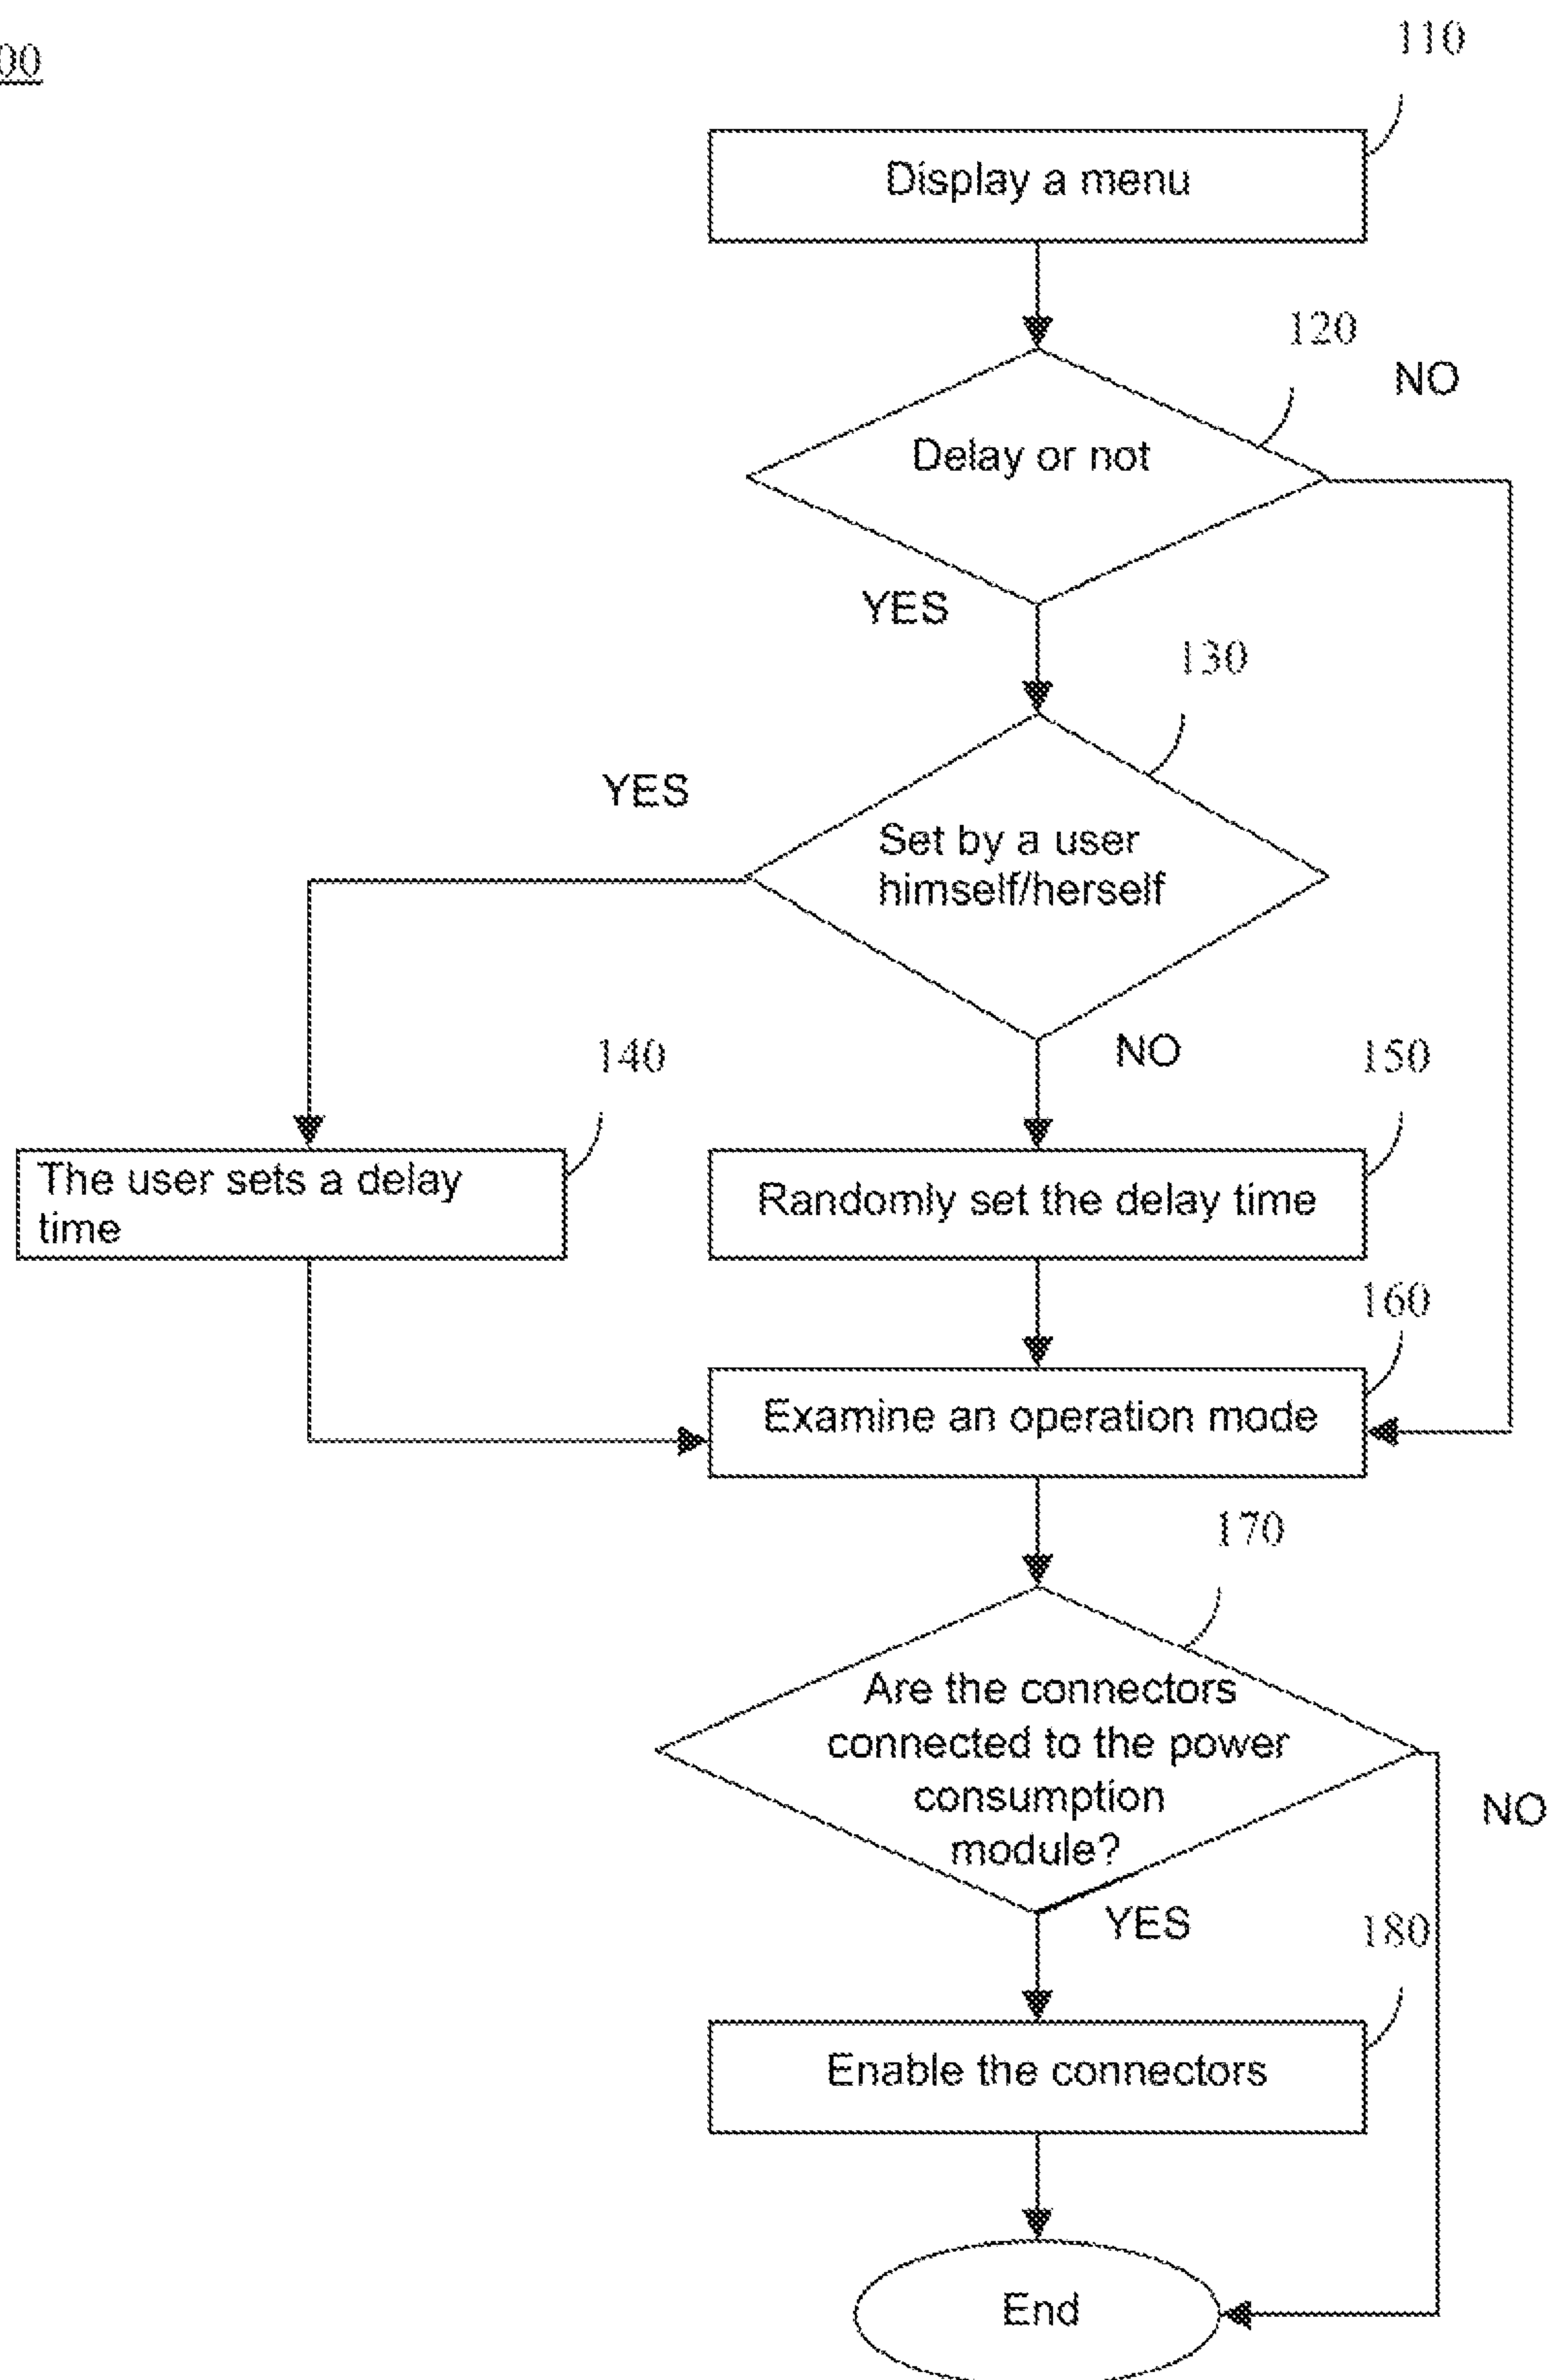 00
110
Display a menu
120
NO
Delay or not
YES
130
YES
Set by a user
himself/herself
NO
140
150
The user sets a delay
time
Randomly set the delay time
160
Examine an operation mode
170
Are the connectors
connected to the power
consumption
module?
NO
YES
180
Enable the connectors
End